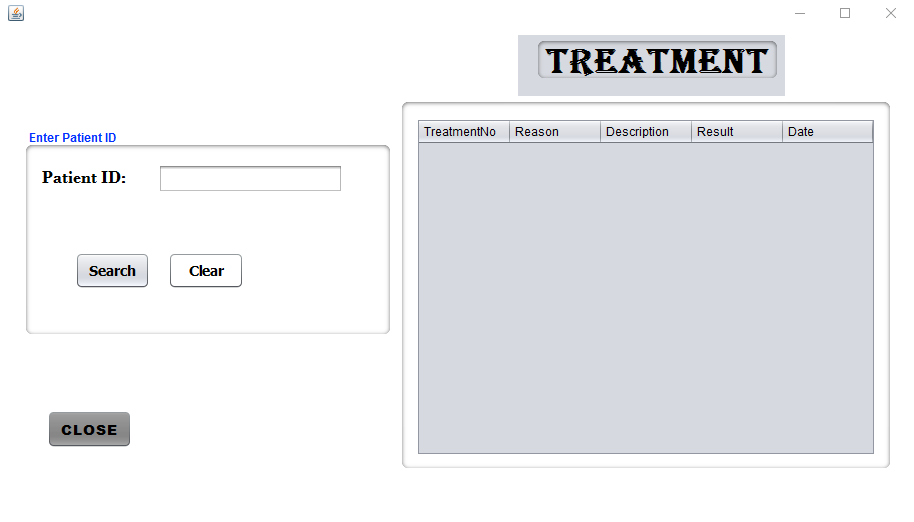 TREATMENT
Enter Patient ID
Patient ID:
Search Clear
CLOSE
TreatmentNo Reason Description Result Date